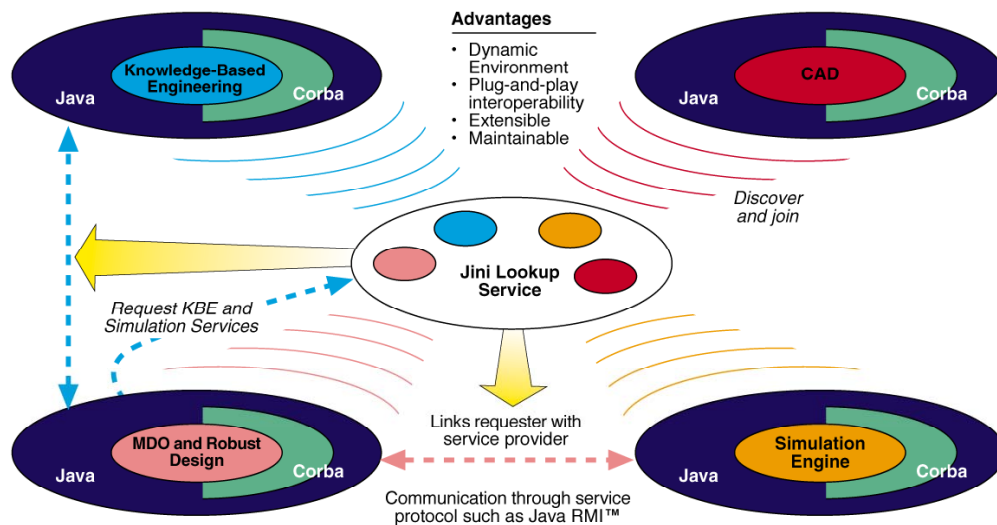 Advantages
• Dynamic
Environment
• Plug-and-play
interoperability
• Extensible
• Maintainable
Knowledge-Based
Engineering
Java
Corba
CAD
Java
Corba
Discover
and join
Jini Lookup
Service
Request KBE and
Simulation Services
Links requester with
service provider
MDO and Robust
Design
Java
Corba
Simulation
Engine
Java
Corba
Communication through service
protocol such as Java RMI™